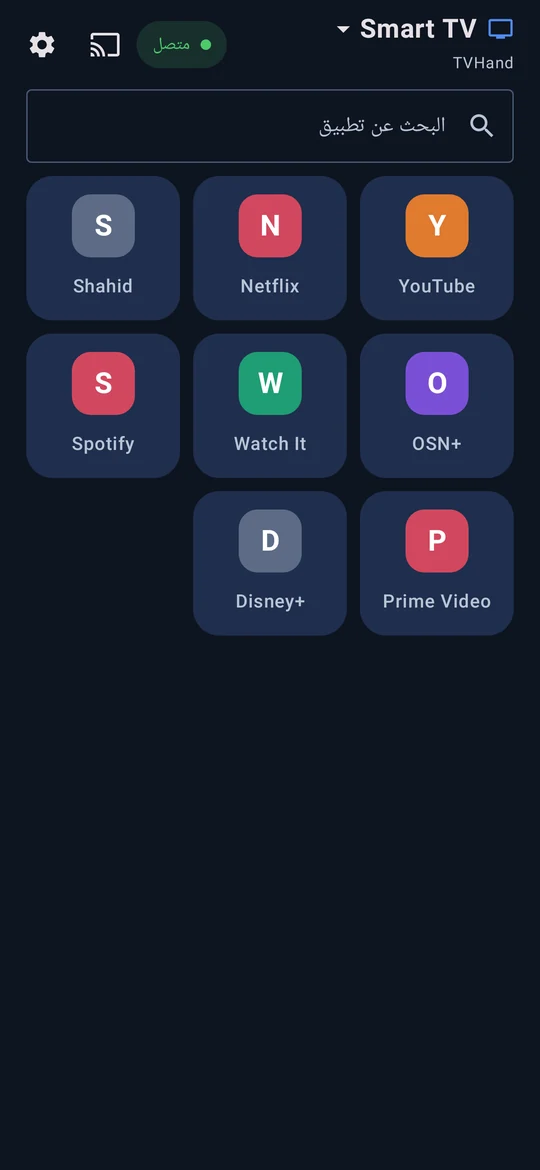 Smart TV
TVHand
متصل
البحث عن تطبيق
Y
YouTube
N
Netflix
S
Shahid
O
OSN+
W
Watch It
S
Spotify
P
Prime Video
D
Disney+